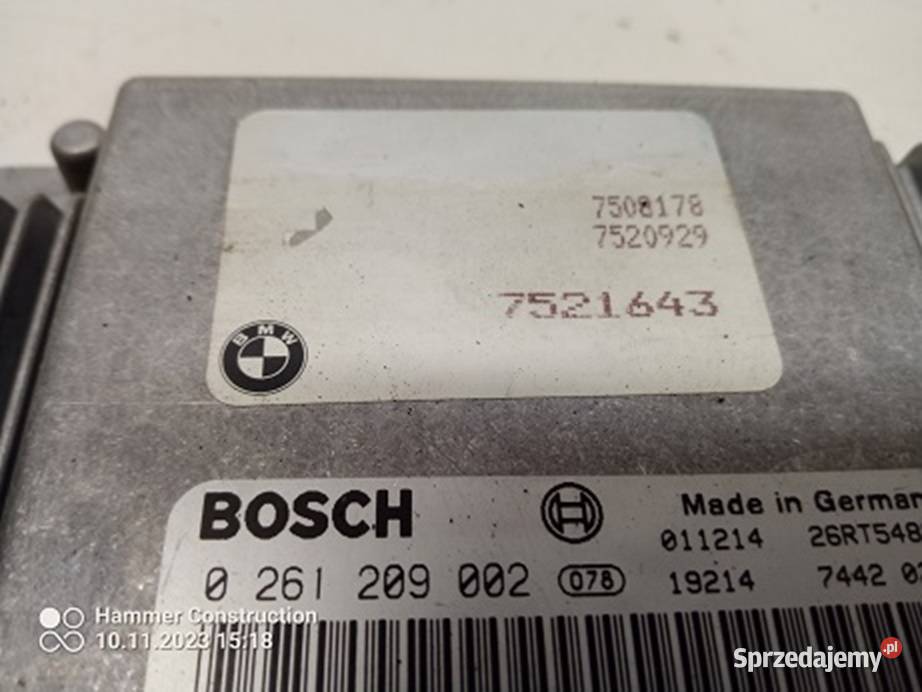 7508178
7520929
7521643
BMW
BOSCH
Made in German
011214 26RT548
0 261 209 002 078 19214 7442 0
Hammer Construction
10.11.2023 15:18
Sprzedajemy.pl